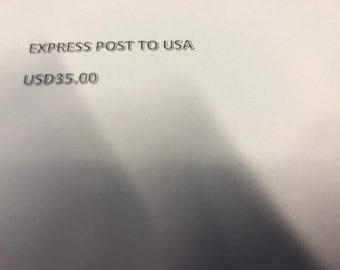 EXPRESS POST TO USA
USD35.00